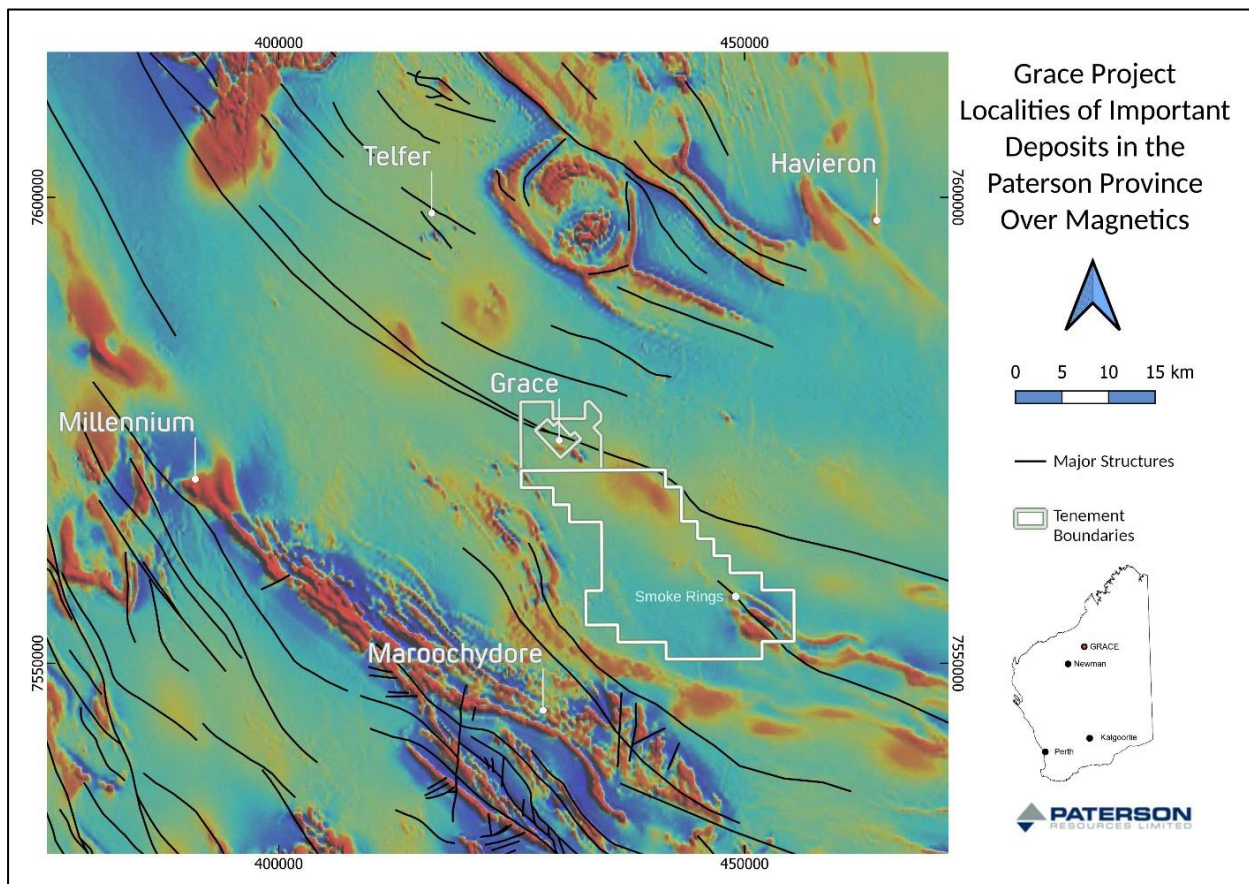 Grace Project
Localities of Important
Deposits in the
Paterson Province
Over Magnetics
0 5 10 15 km
Major Structures
Tenement
Boundaries
GRACE
Newman
Kalgoorlie
Perth
PATERSON
RESOURCES LIMITED
400000
450000
7600000
7600000
Telfer
Havieron
Grace
Millennium
Smoke Rings
Maroochydore
7550000
7550000
400000
450000